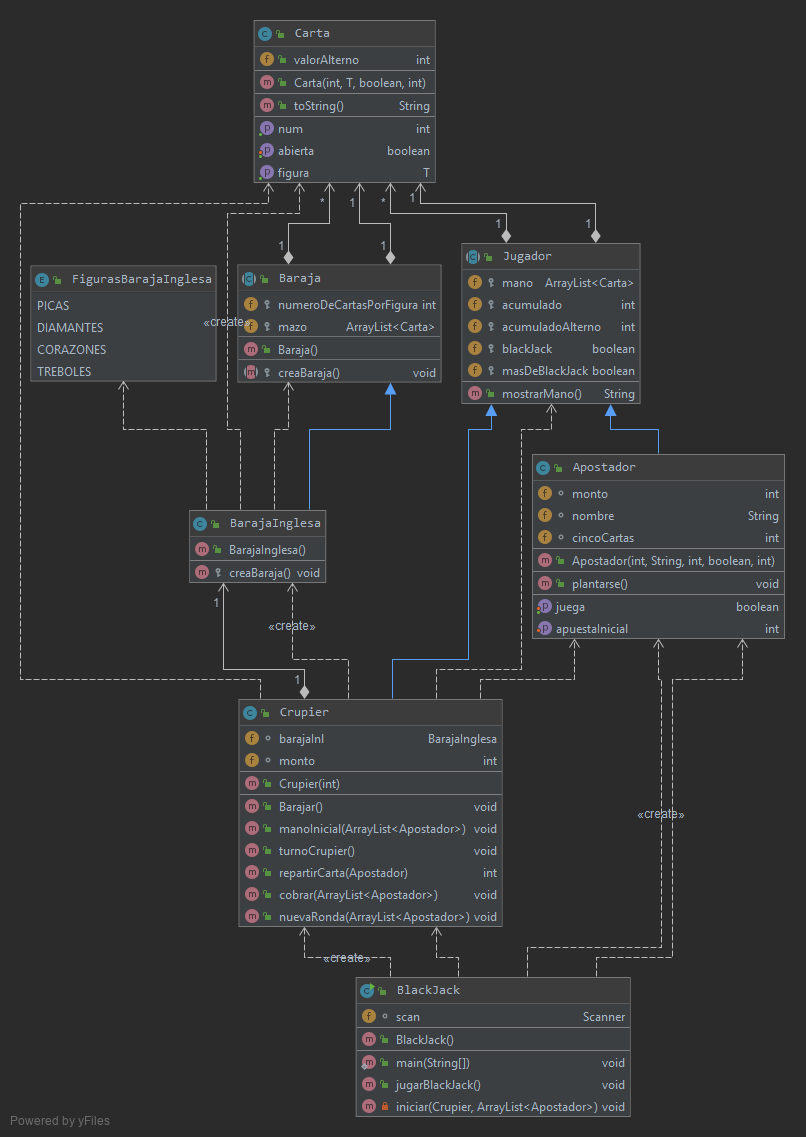 Carta
valorAlterno int
Carta(int, T, boolean, int)
toString() String
num int
abierta boolean
figura T
* 1 * 1
1 1 1 1
FigurasBarajaInglesa
PICAS
DIAMANTES
CORAZONES
TREBOLES
«create»
Baraja
numeroDeCartasPorFigura int
mazo ArrayList<Carta>
Baraja()
creaBaraja() void
Jugador
mano ArrayList<Carta>
acumulado int
acumuladoAlterno int
blackJack boolean
masDeBlackJack boolean
mostrarMano() String
BarajaInglesa
BarajaInglesa()
creaBaraja() void
Apostador
monto int
nombre String
cincoCartas int
Apostador(int, String, int, boolean, int)
plantarse() void
juega boolean
apuestaInicial int
1
«create»
1
Crupier
barajaInl BarajaInglesa
monto int
Crupier(int)
Barajar() void
manoInicial(ArrayList<Apostador>) void
turnoCrupier() void
repartirCarta(Apostador) int
cobrar(ArrayList<Apostador>) void
nuevaRonda(ArrayList<Apostador>) void
«create»
«create»
BlackJack
scan Scanner
BlackJack()
main(String[]) void
jugarBlackJack() void
iniciar(Crupier, ArrayList<Apostador>) void
Powered by yFiles